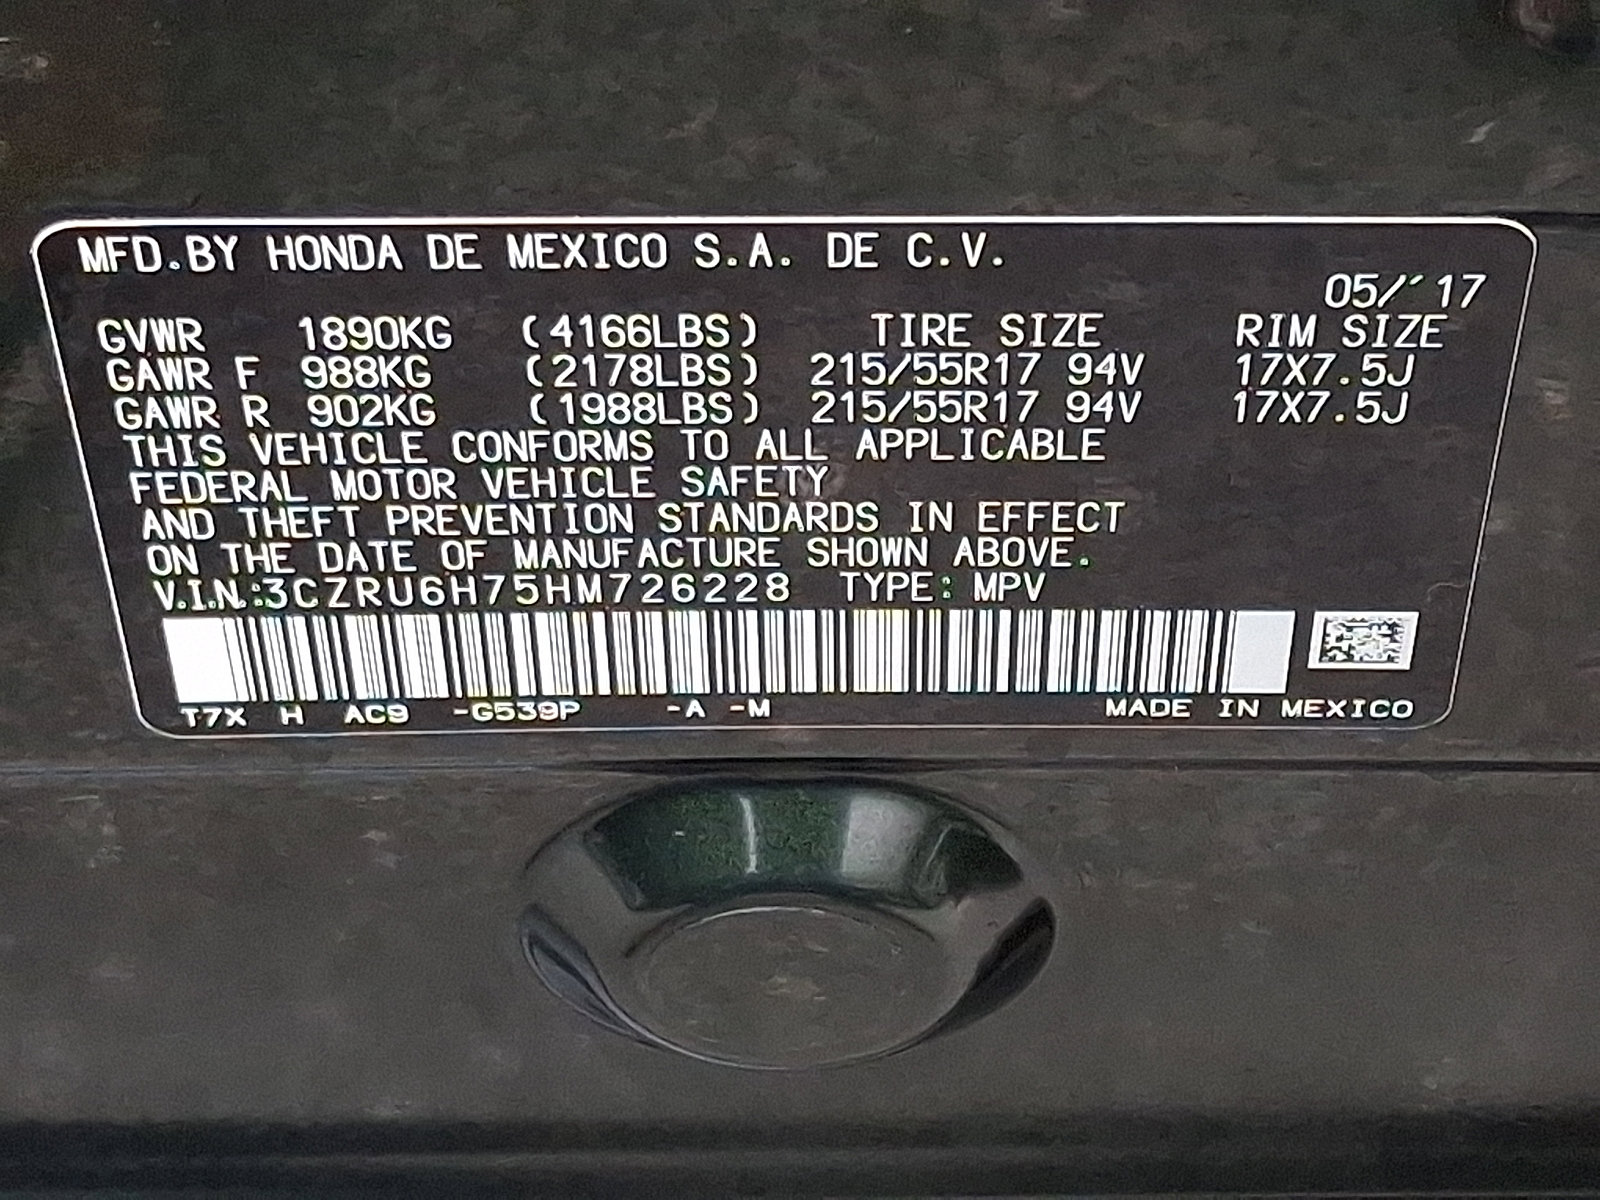 MFD.BY HONDA DE MEXICO S.A. DE C.V.
05/'17
GVWR 1890KG (4166LBS) TIRE SIZE RIM SIZE
GAWR F 988KG (2178LBS) 215/55R17 94V 17X7.5J
GAWR R 902KG (1988LBS) 215/55R17 94V 17X7.5J
THIS VEHICLE CONFORMS TO ALL APPLICABLE
FEDERAL MOTOR VEHICLE SAFETY
AND THEFT PREVENTION STANDARDS IN EFFECT
ON THE DATE OF MANUFACTURE SHOWN ABOVE.
V.I.N.:3CZRU6H75HM726228 TYPE: MPV
T7X H AC9 -G539P -A -M MADE IN MEXICO